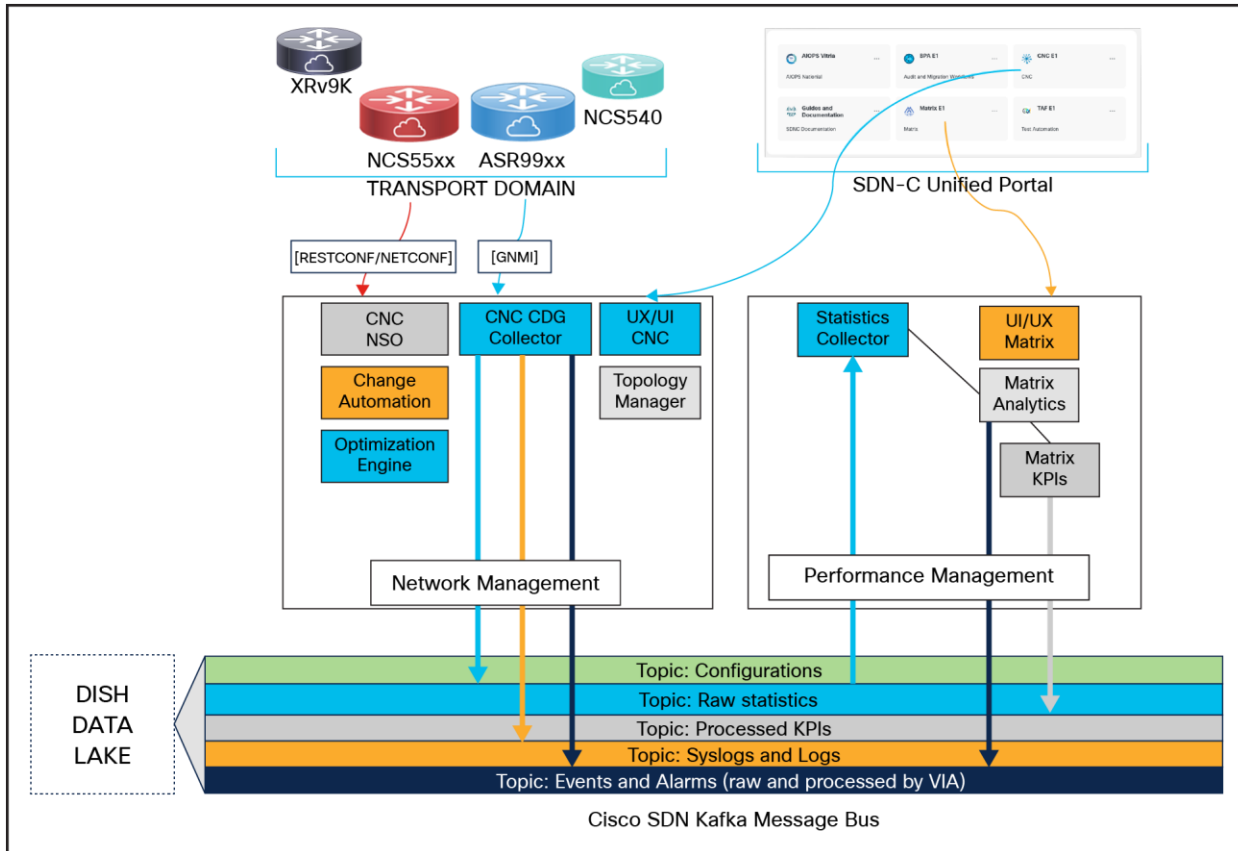 XRv9K
NCS55xx
ASR99xx
NCS540
TRANSPORT DOMAIN
AIOPS Vitria
AIOPS Nacional
BPA E1
Audit and Migration Workflows
CNC E1
CNC
Guides and
Documentation
SDNC Documentation
Matrix E1
Matrix
TAF E1
Test Automation
SDN-C Unified Portal
[RESTCONF/NETCONF]
[GNMI]
CNC
NSO
CNC CDG
Collector
UX/UI
CNC
Change
Automation
Topology
Manager
Optimization
Engine
Network Management
Statistics
Collector
UI/UX
Matrix
Matrix
Analytics
Matrix
KPIs
Performance Management
DISH
DATA
LAKE
Topic: Configurations
Topic: Raw statistics
Topic: Processed KPIs
Topic: Syslogs and Logs
Topic: Events and Alarms (raw and processed by VIA)
Cisco SDN Kafka Message Bus